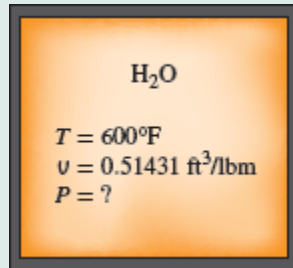 H₂O
T = 600°F
υ = 0.51431 ft³/lbm
P = ?